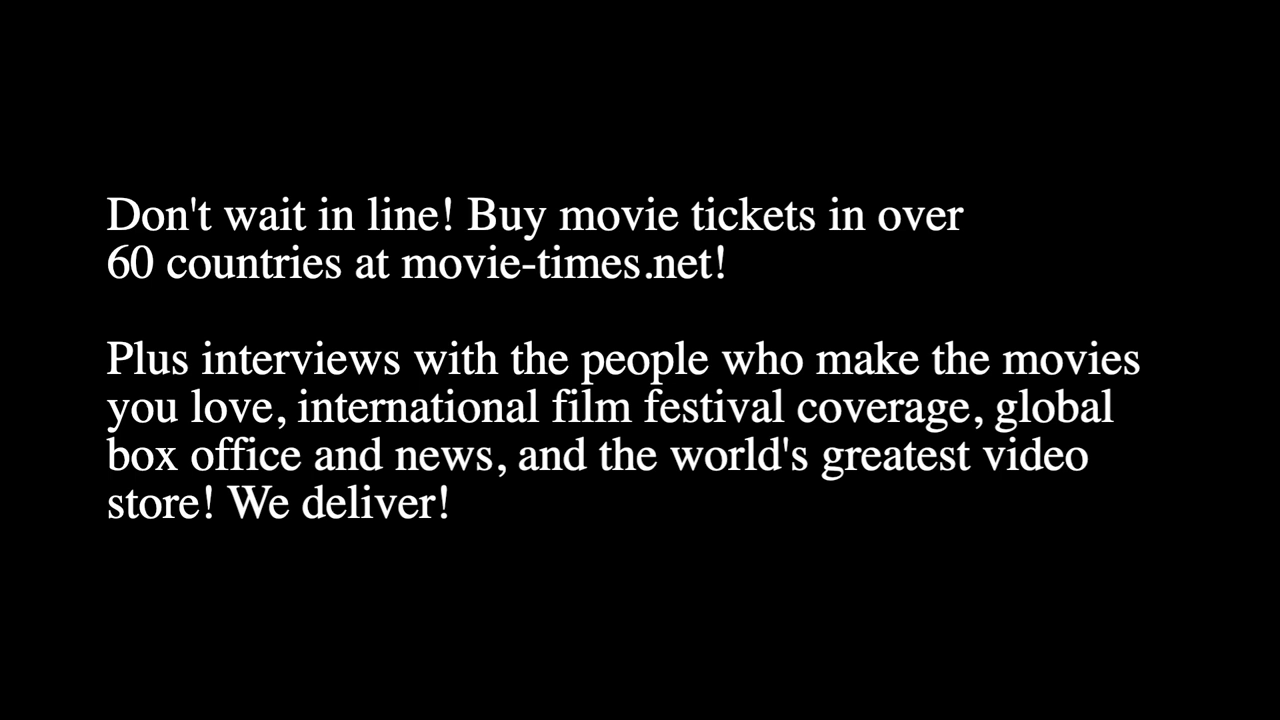 Don't wait in line! Buy movie tickets in over
60 countries at movie-times.net!
Plus interviews with the people who make the movies
you love, international film festival coverage, global
box office and news, and the world's greatest video
store! We deliver!